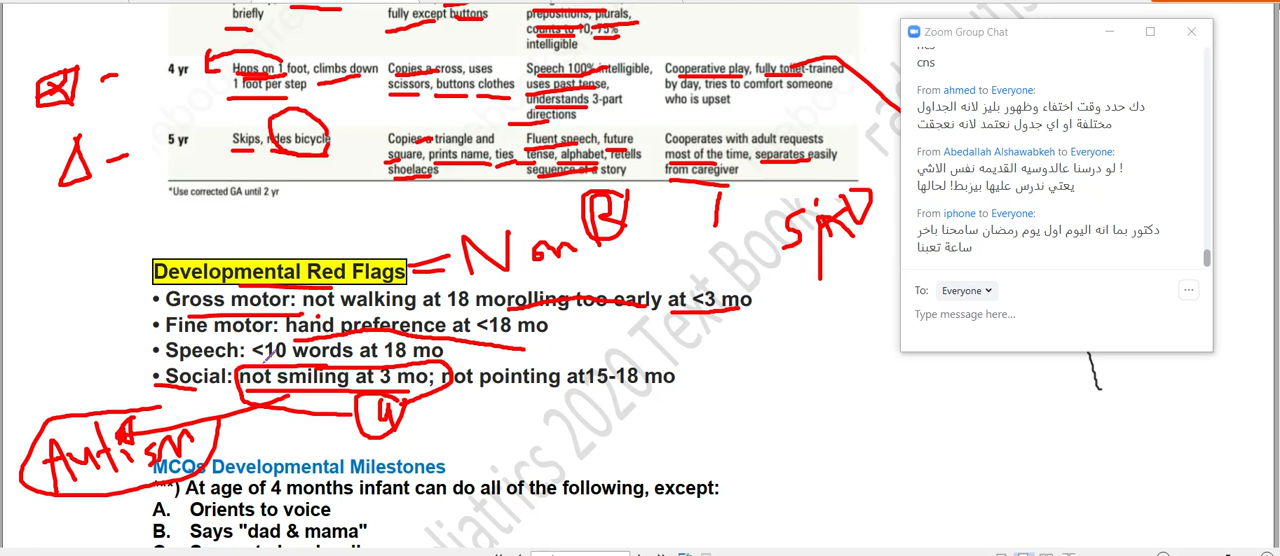 briefly
fully except buttons
prepositions, plurals,
counts to 10, 75%
intelligible
4 yr
Hops on 1 foot, climbs down
1 foot per step
Copies a cross, uses
scissors, buttons clothes
Speech 100% intelligible,
uses past tense,
understands 3-part
directions
Cooperative play, fully toilet-trained
by day, tries to comfort someone
who is upset
5 yr
Skips, rides bicycle
Copies a triangle and
square, prints name, ties
shoelaces
Fluent speech, future
tense, alphabet, retells
sequence of a story
Cooperates with adult requests
most of the time, separates easily
from caregiver
*Use corrected GA until 2 yr
Developmental Red Flags
• Gross motor: not walking at 18 morolling too early at <3 mo
• Fine motor: hand preference at <18 mo
• Speech: <10 words at 18 mo
• Social: not smiling at 3 mo; not pointing at15-18 mo
Autism
4
MCQs Developmental Milestones
) At age of 4 months infant can do all of the following, except:
A. Orients to voice
B. Says "dad & mama"
ediatrics 2020 Text Book
Zoom Group Chat
cns
From ahmed to Everyone:
دك حدد وقت اختفاء وظهور بليز لانه الجداول
مختلفة او اي جدول نعتمد لانه نعجقت
From Abedallah Alshawabkeh to Everyone:
! لو درسنا عالدوسيه القديمه نفس الاشي
يعتي ندرس عليها بيزبط! لحالها
From iphone to Everyone:
دكتور بما انه اليوم اول يوم رمضان سامحنا باخر
ساعة تعبنا
To: Everyone
Type message here...